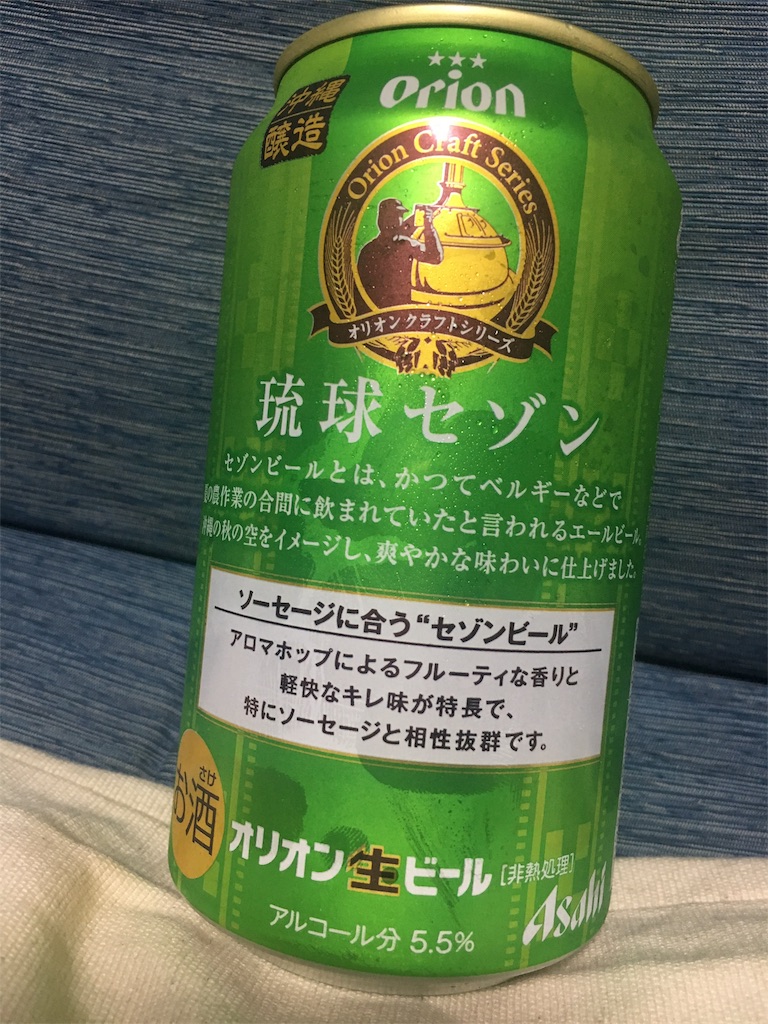 orion
沖縄
醸造
Orion Craft Series
オリオンクラフトシリーズ
琉球セゾン
セゾンビールとは、かつてベルギーなどで
の農作業の合間に飲まれていたと言われるエールビール。
沖縄の秋の空をイメージし、爽やかな味わいに仕上げました。
ソーセージに合う“セゾンビール”
アロマホップによるフルーティな香りと
軽快なキレ味が特長で、
特にソーセージと相性抜群です。
さけ
お酒
オリオン生ビール [非熱処理]
アルコール分 5.5%
Asahi